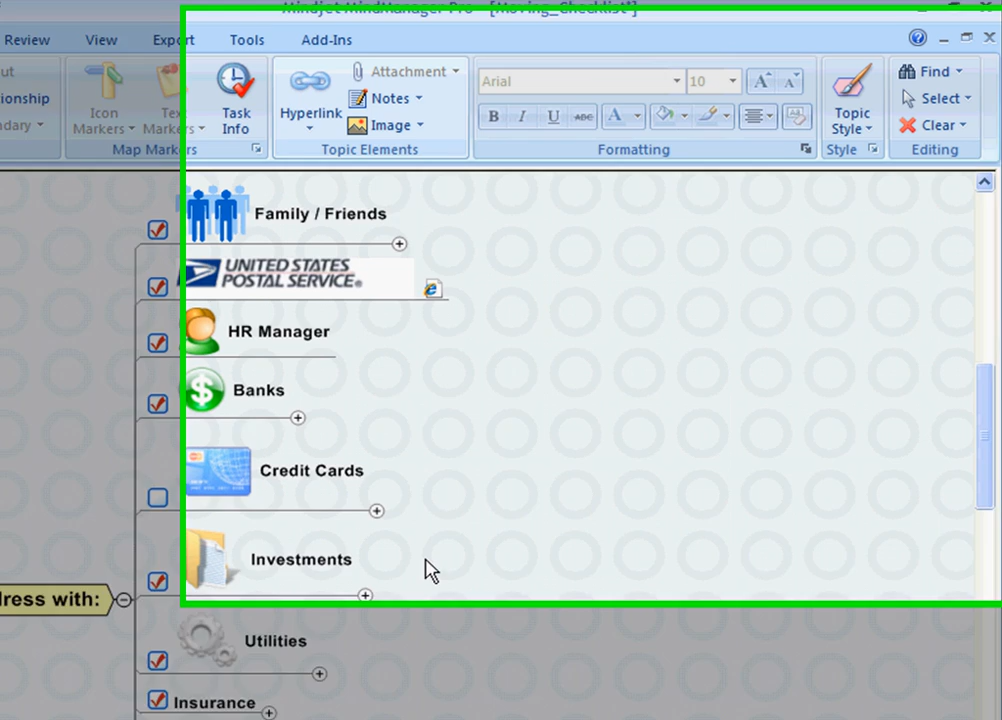 Mindjet MindManager Pro - [Moving_Checklist*]
Review View Export Tools Add-Ins
ut
ionship
ndary
Icon Markers
Text Markers
Task Info
Hyperlink
Attachment
Notes
Image
Arial 10
B I U ABC A
Topic Style
Find
Select
Clear
Map Markers Topic Elements Formatting Style Editing
Family / Friends
UNITED STATES
POSTAL SERVICE®
HR Manager
Banks
Credit Cards
Investments
dress with:
Utilities
Insurance